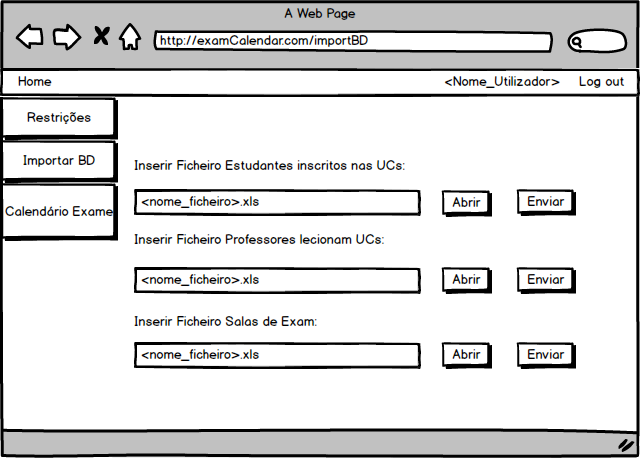 A Web Page
http://examCalendar.com/importBD
Home <Nome_Utilizador> Log out
Restrições
Importar BD
Calendário Exame
Inserir Ficheiro Estudantes inscritos nas UCs:
<nome_ficheiro>.xls Abrir Enviar
Inserir Ficheiro Professores lecionam UCs:
<nome_ficheiro>.xls Abrir Enviar
Inserir Ficheiro Salas de Exam:
<nome_ficheiro>.xls Abrir Enviar